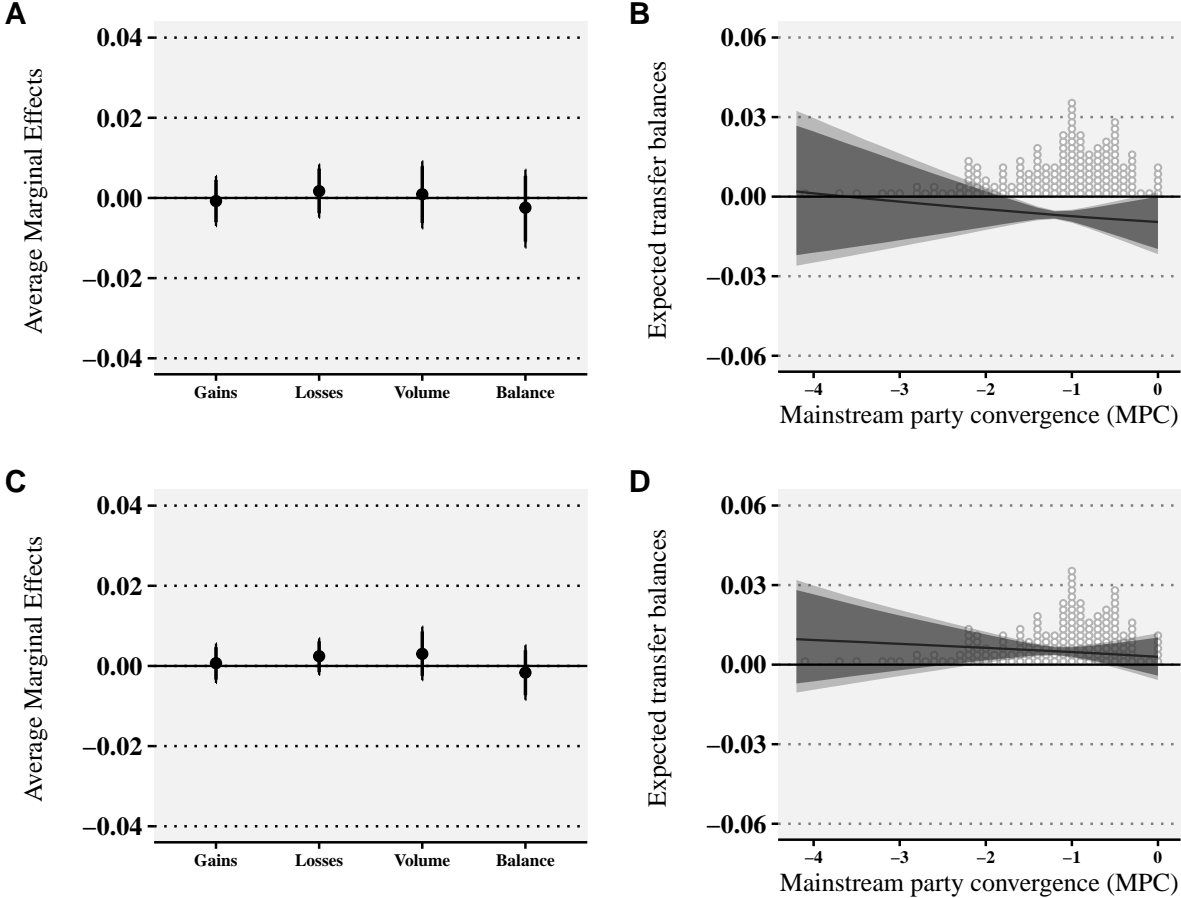 A
Average Marginal Effects
0.04
0.02
0.00
−0.02
−0.04
Gains Losses Volume Balance
B
Expected transfer balances
0.06
0.03
0.00
−0.03
−0.06
−4 −3 −2 −1 0
Mainstream party convergence (MPC)
C
Average Marginal Effects
0.04
0.02
0.00
−0.02
−0.04
Gains Losses Volume Balance
D
Expected transfer balances
0.06
0.03
0.00
−0.03
−0.06
−4 −3 −2 −1 0
Mainstream party convergence (MPC)